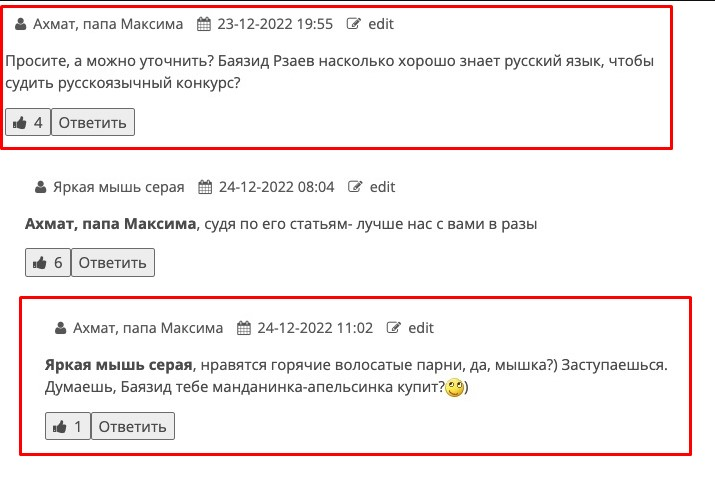 Ахмат, папа Максима 23-12-2022 19:55 edit
Просите, а можно уточнить? Баязид Рзаев насколько хорошо знает русский язык, чтобы
судить русскоязычный конкурс?
4 Ответить
Яркая мышь серая 24-12-2022 08:04 edit
Ахмат, папа Максима, судя по его статьям- лучше нас с вами в разы
6 Ответить
Ахмат, папа Максима 24-12-2022 11:02 edit
Яркая мышь серая, нравятся горячие волосатые парни, да, мышка?) Заступаешься.
Думаешь, Баязид тебе манданинка-апельсинка купит?)
1 Ответить